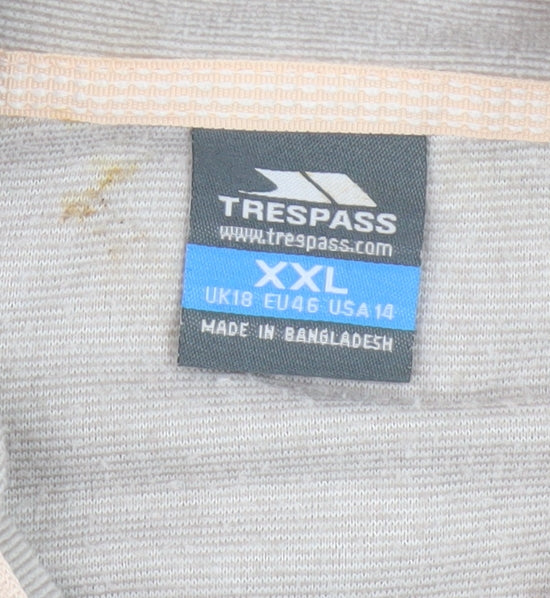 TRESPASS
www.trespass.com
XXL
UK18 EU46 USA14
MADE IN BANGLADESH